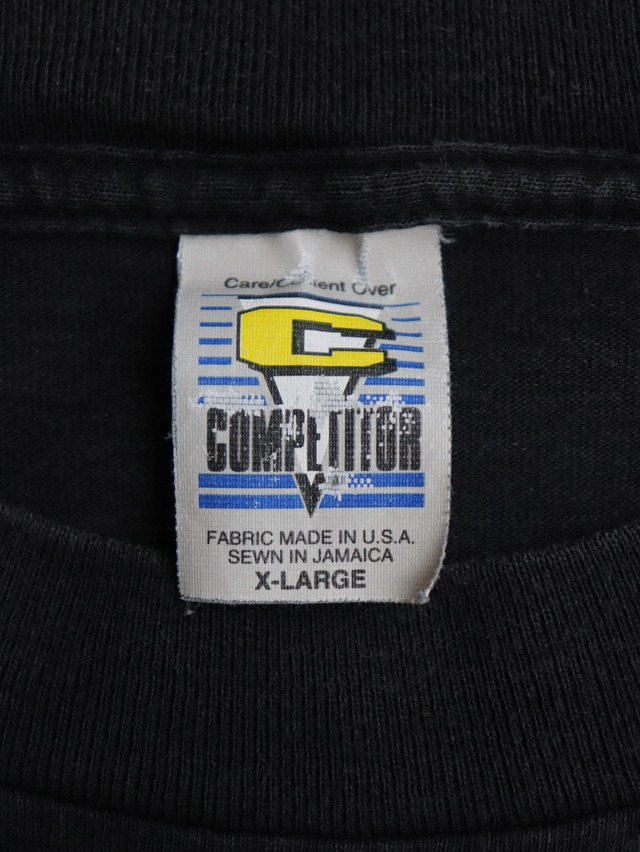 Care/Content Over
C
COMPETITOR
FABRIC MADE IN U.S.A.
SEWN IN JAMAICA
X-LARGE